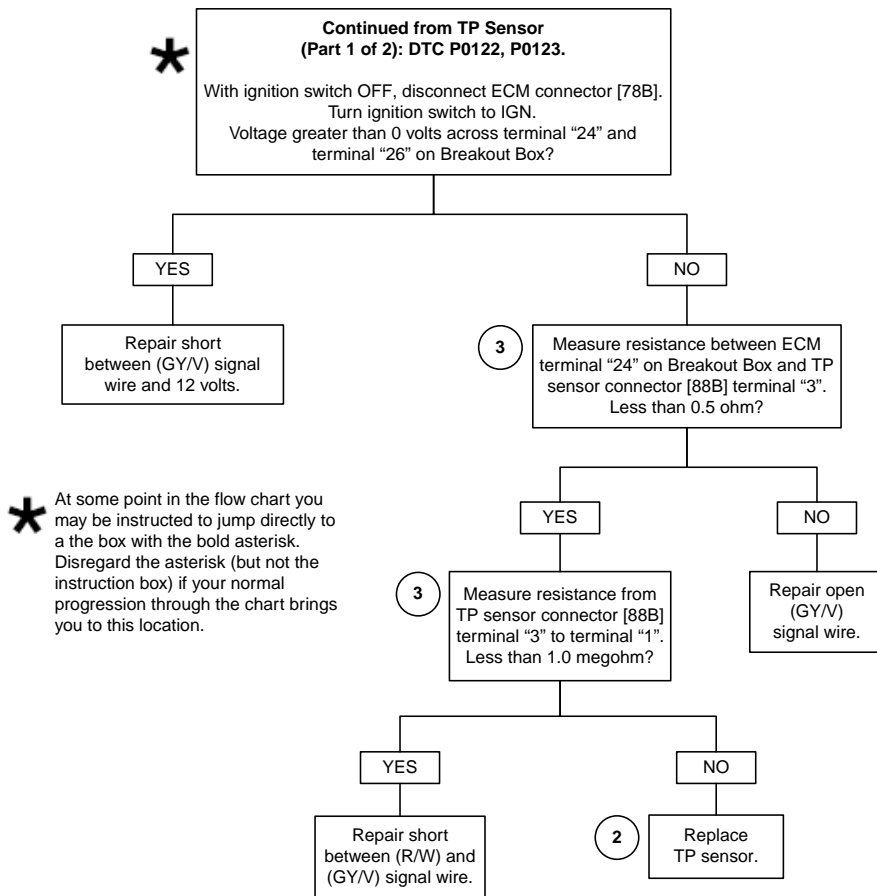 Continued from TP Sensor
(Part 1 of 2): DTC P0122, P0123.
With ignition switch OFF, disconnect ECM connector [78B].
Turn ignition switch to IGN.
Voltage greater than 0 volts across terminal “24” and
terminal “26” on Breakout Box?
YES
NO
Repair short
between (GY/V) signal
wire and 12 volts.
3
Measure resistance between ECM
terminal “24” on Breakout Box and TP
sensor connector [88B] terminal “3”.
Less than 0.5 ohm?
At some point in the flow chart you
may be instructed to jump directly to
a the box with the bold asterisk.
Disregard the asterisk (but not the
instruction box) if your normal
progression through the chart brings
you to this location.
YES
NO
3
Measure resistance from
TP sensor connector [88B]
terminal “3” to terminal “1”.
Less than 1.0 megohm?
Repair open
(GY/V)
signal wire.
YES
NO
Repair short
between (R/W) and
(GY/V) signal wire.
2
Replace
TP sensor.